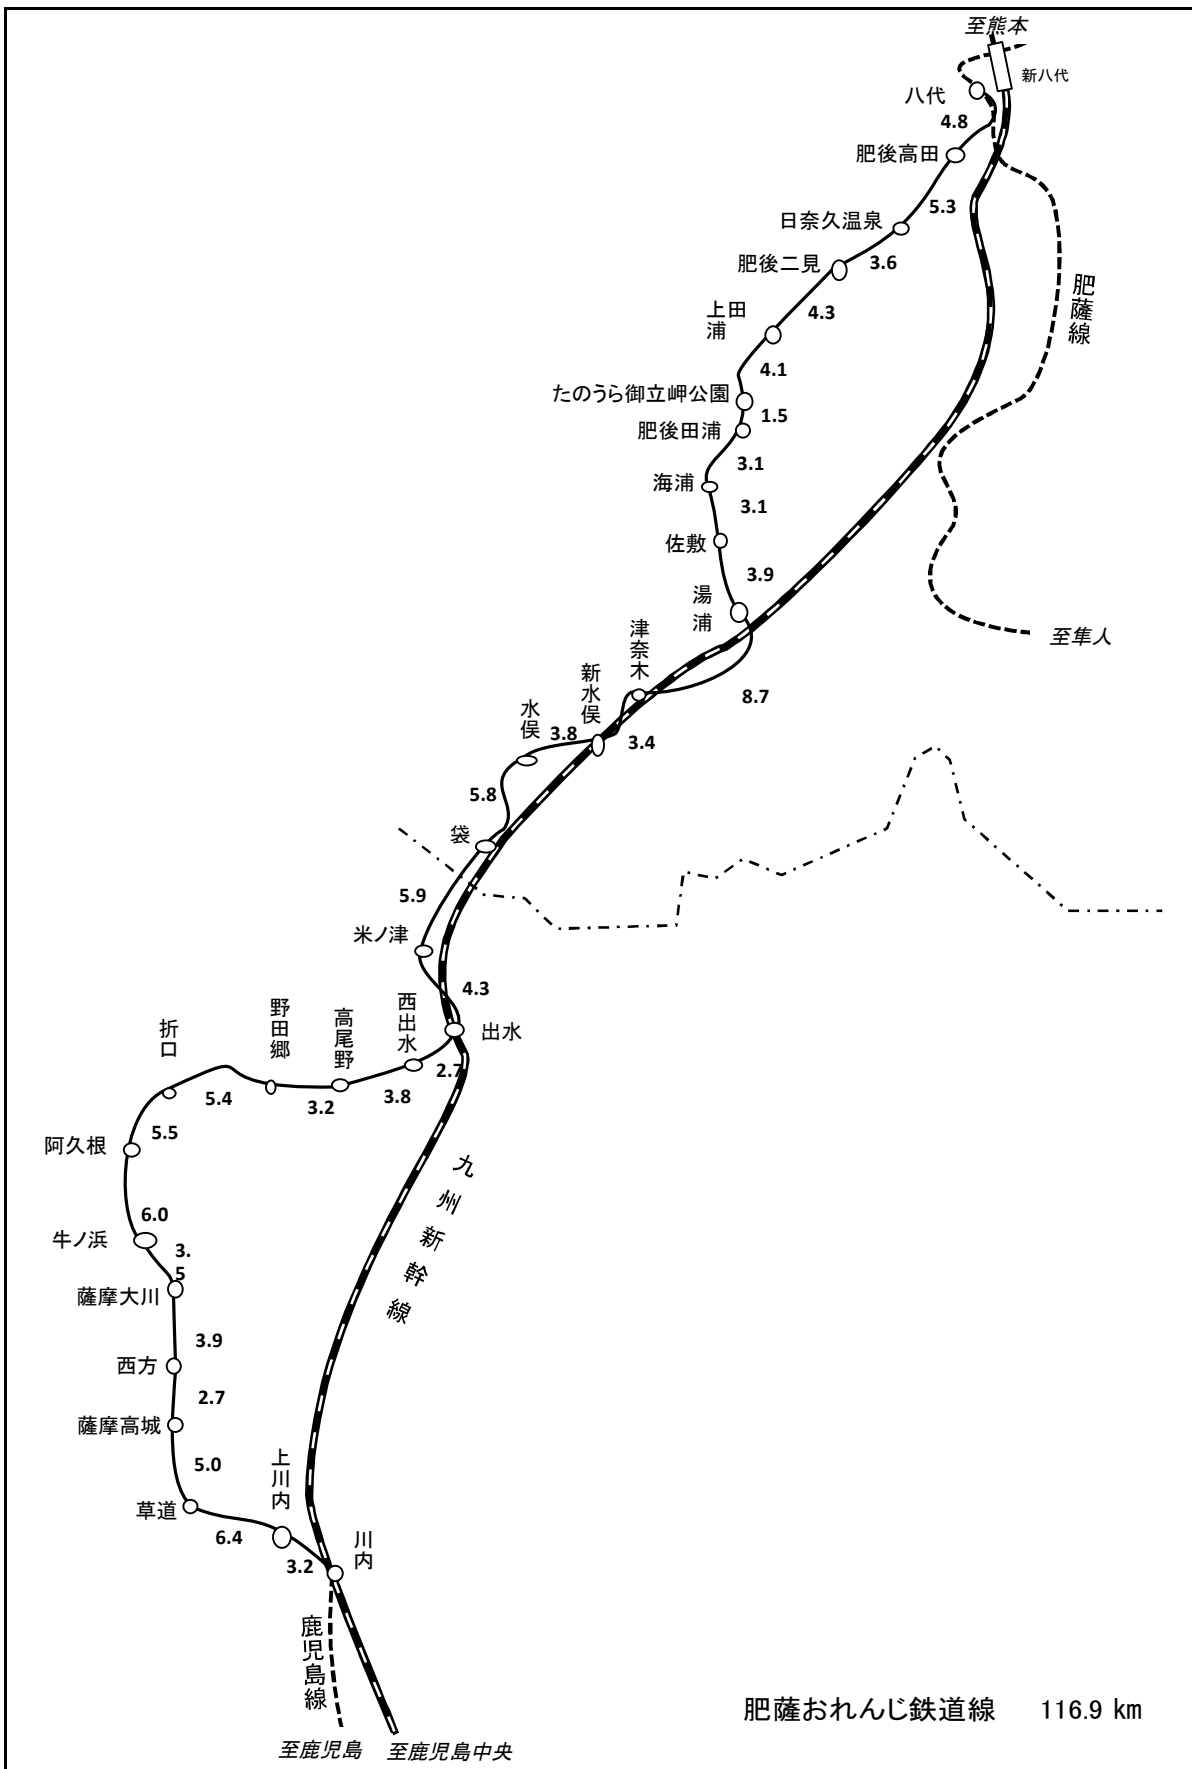 至熊本
新八代
八代
4.8
肥後高田
5.3
日奈久温泉
3.6
肥後二見
4.3
肥薩線
上田
浦
4.1
たのうら御立岬公園
1.5
肥後田浦
3.1
海浦
3.1
佐敷
3.9
湯
浦
至隼人
津奈木
8.7
新水俣
3.4
水俣
3.8
5.8
袋
5.9
米ノ津
4.3
出水
西出水
2.7
高尾野
3.8
野田郷
3.2
折口
5.4
5.5
阿久根
6.0
牛ノ浜
3.
5
薩摩大川
九州新幹線
3.9
西方
2.7
薩摩高城
5.0
草道
上川内
6.4
川内
3.2
鹿児島線
肥薩おれんじ鉄道線 116.9 km
至鹿児島
至鹿児島中央